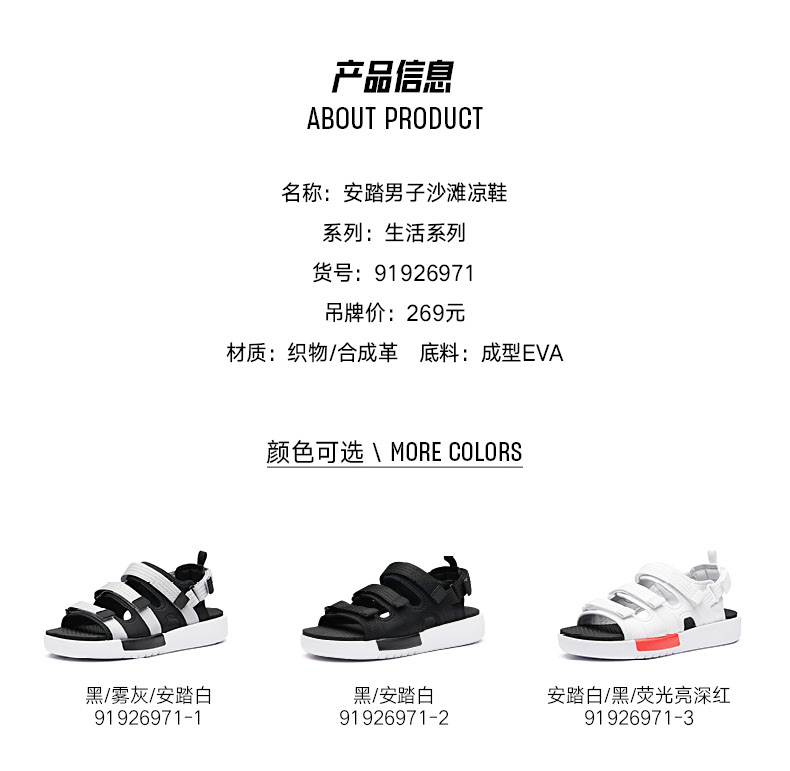 产品信息
ABOUT PRODUCT
名称：安踏男子沙滩凉鞋
系列：生活系列
货号：91926971
吊牌价：269元
材质：织物/合成革 底料：成型EVA
颜色可选 \ MORE COLORS
黑/雾灰/安踏白
91926971-1
黑/安踏白
91926971-2
安踏白/黑/荧光亮深红
91926971-3